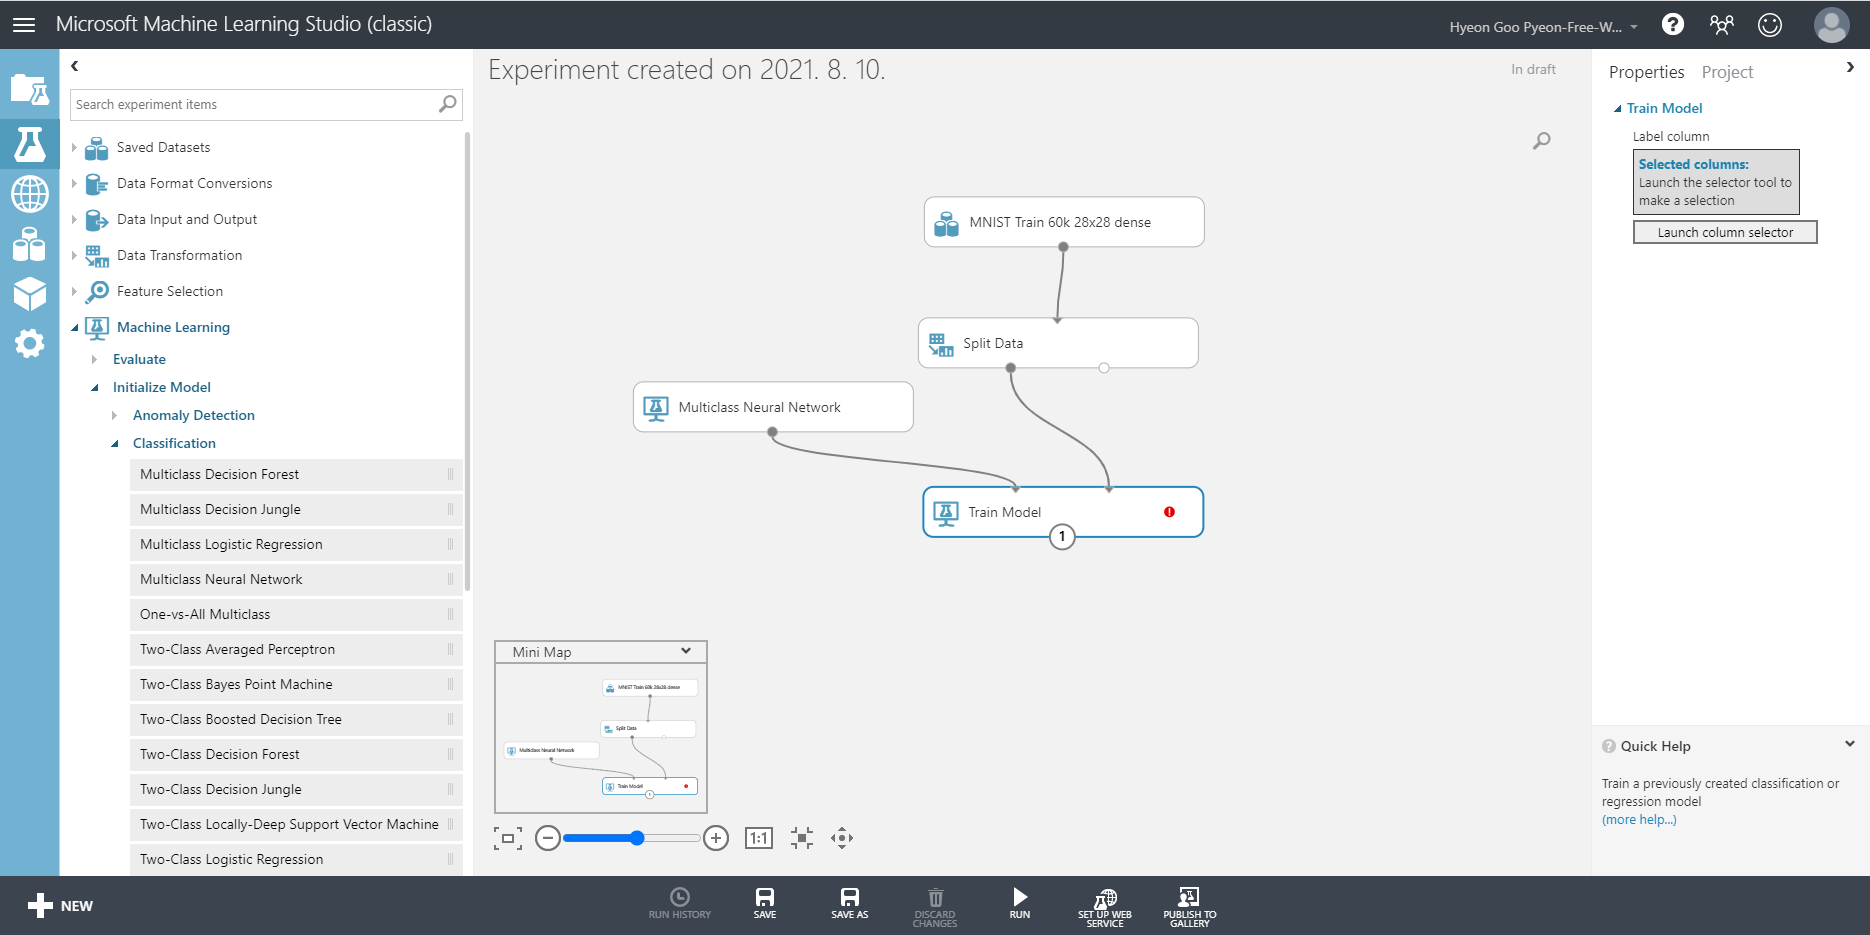 Microsoft Machine Learning Studio (classic)
Hyeon Goo Pyeon-Free-W...
Search experiment items
Saved Datasets
Data Format Conversions
Data Input and Output
Data Transformation
Feature Selection
Machine Learning
Evaluate
Initialize Model
Anomaly Detection
Classification
Multiclass Decision Forest
Multiclass Decision Jungle
Multiclass Logistic Regression
Multiclass Neural Network
One-vs-All Multiclass
Two-Class Averaged Perceptron
Two-Class Bayes Point Machine
Two-Class Boosted Decision Tree
Two-Class Decision Forest
Two-Class Decision Jungle
Two-Class Locally-Deep Support Vector Machine
Two-Class Logistic Regression
Experiment created on 2021. 8. 10.
In draft
MNIST Train 60k 28x28 dense
Split Data
Multiclass Neural Network
Train Model
1
Mini Map
MNIST Train 60k 28x28 dense
Split Data
Multiclass Neural Network
Train Model
1
1:1
Properties Project
Train Model
Label column
Selected columns:
Launch the selector tool to
make a selection
Launch column selector
Quick Help
Train a previously created classification or
regression model
(more help...)
NEW
RUN HISTORY
SAVE
SAVE AS
DISCARD
CHANGES
RUN
SET UP WEB
SERVICE
PUBLISH TO
GALLERY